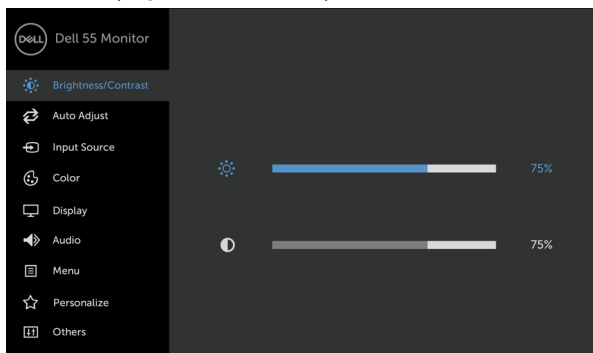 DELL Dell 55 Monitor
Brightness/Contrast
Auto Adjust
Input Source
Color
Display
Audio
Menu
Personalize
Others
75%
75%